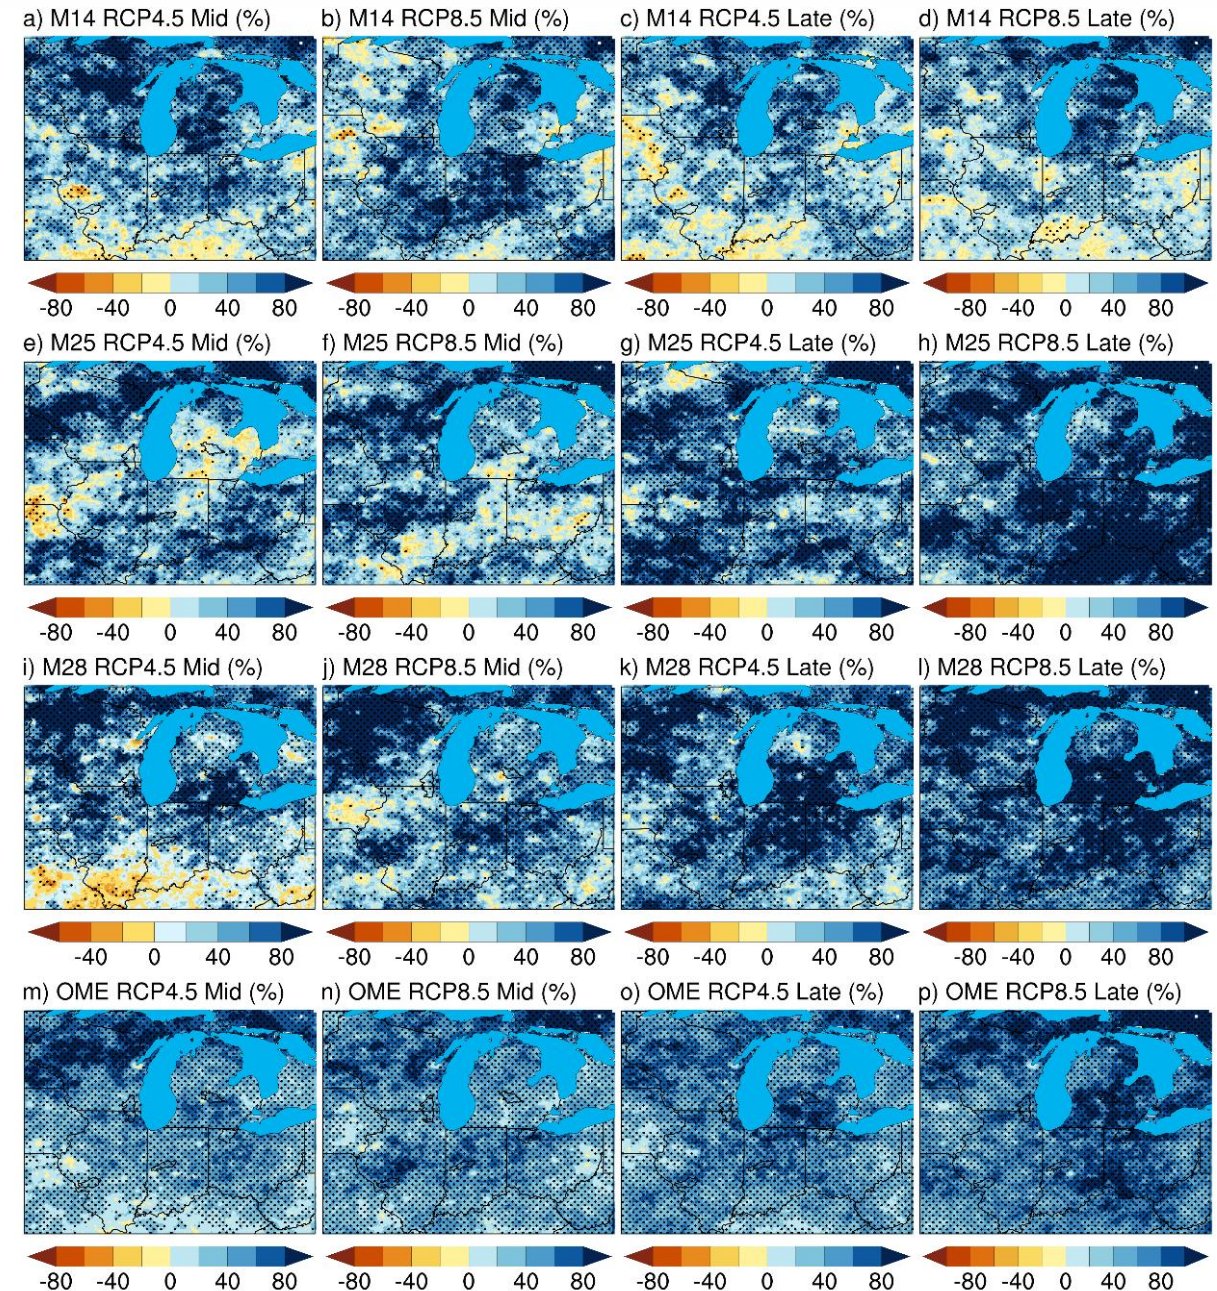 a) M14 RCP4.5 Mid (%) b) M14 RCP8.5 Mid (%) c) M14 RCP4.5 Late (%) d) M14 RCP8.5 Late (%)
-80 -40 0 40 80 -80 -40 0 40 80 -80 -40 0 40 80 -80 -40 0 40 80
e) M25 RCP4.5 Mid (%) f) M25 RCP8.5 Mid (%) g) M25 RCP4.5 Late (%) h) M25 RCP8.5 Late (%)
-80 -40 0 40 80 -80 -40 0 40 80 -80 -40 0 40 80 -80 -40 0 40 80
i) M28 RCP4.5 Mid (%) j) M28 RCP8.5 Mid (%) k) M28 RCP4.5 Late (%) l) M28 RCP8.5 Late (%)
-40 0 40 80 -80 -40 0 40 80 -80 -40 0 40 80 -80 -40 0 40 80
m) OME RCP4.5 Mid (%) n) OME RCP8.5 Mid (%) o) OME RCP4.5 Late (%) p) OME RCP8.5 Late (%)
-80 -40 0 40 80 -80 -40 0 40 80 -80 -40 0 40 80 -80 -40 0 40 80